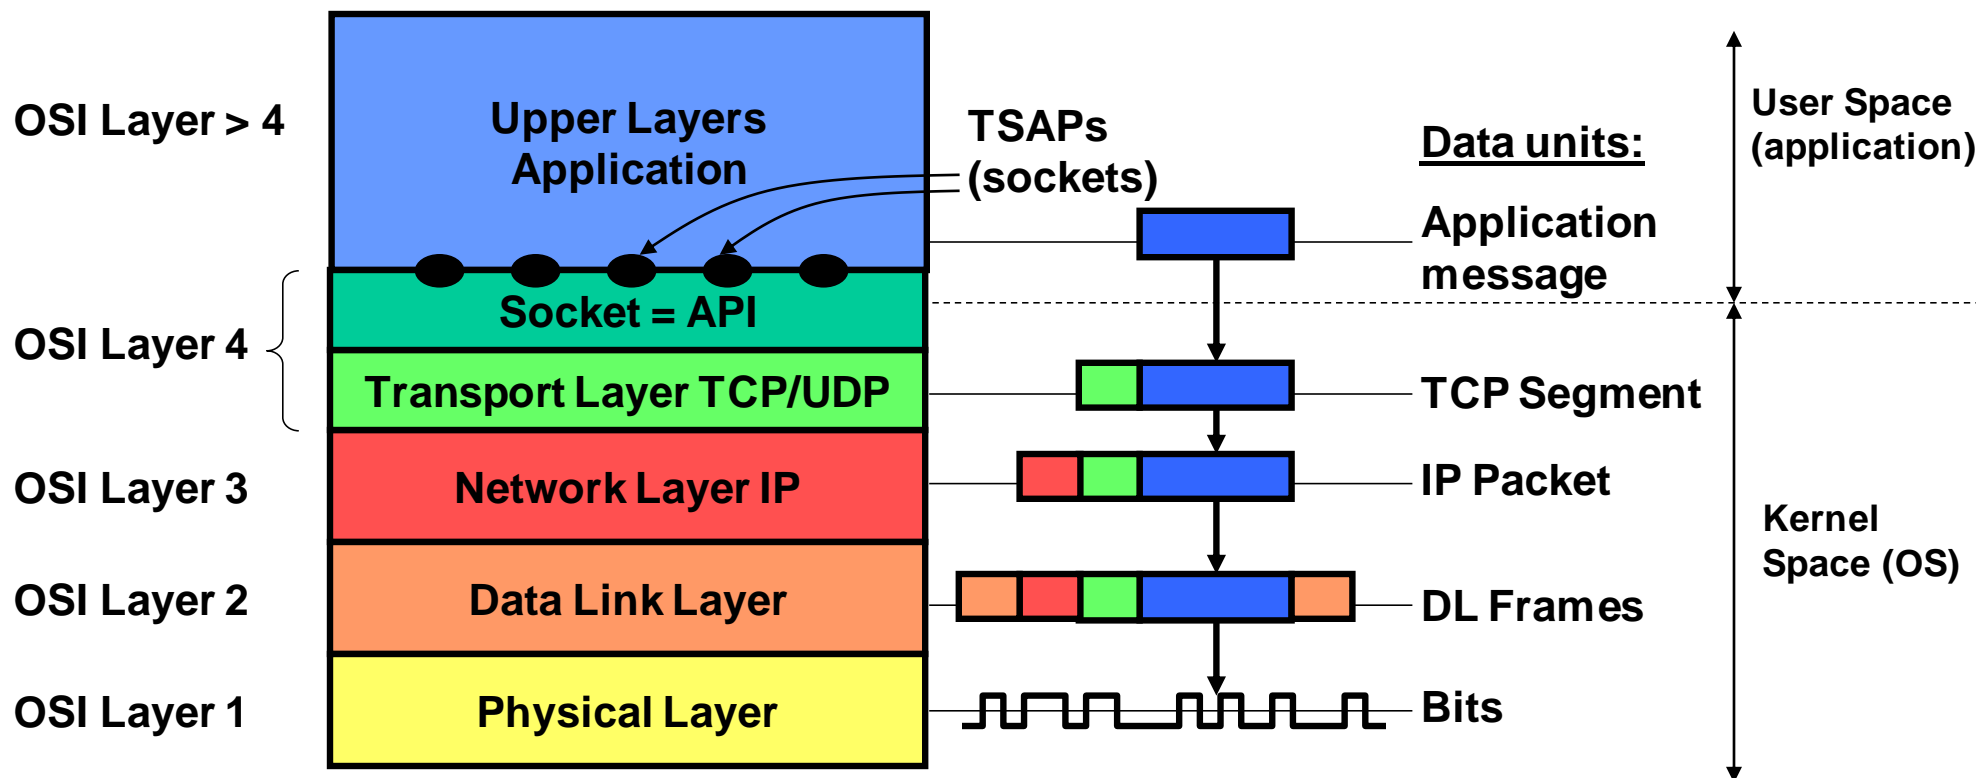 OSI Layer > 4
Upper Layers
Application
TSAPs
(sockets)
Data units:
User Space
(application)
Application
message
OSI Layer 4
Socket = API
Transport Layer TCP/UDP
TCP Segment
OSI Layer 3
Network Layer IP
IP Packet
Kernel
Space (OS)
OSI Layer 2
Data Link Layer
DL Frames
OSI Layer 1
Physical Layer
Bits